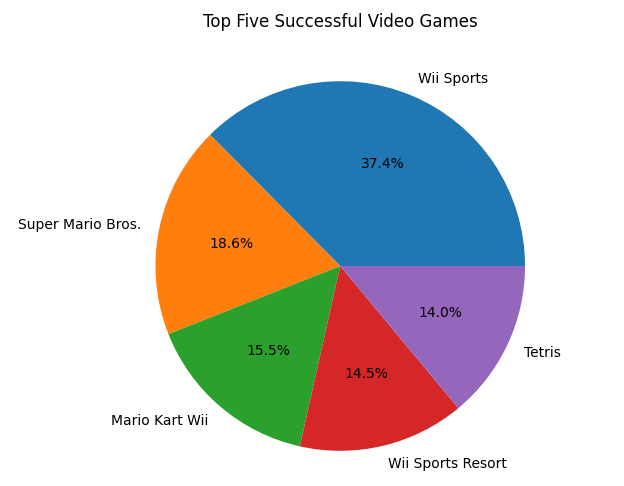 Top Five Successful Video Games
Wii Sports
37.4%
Super Mario Bros.
18.6%
15.5%
Mario Kart Wii
14.5%
Wii Sports Resort
14.0%
Tetris